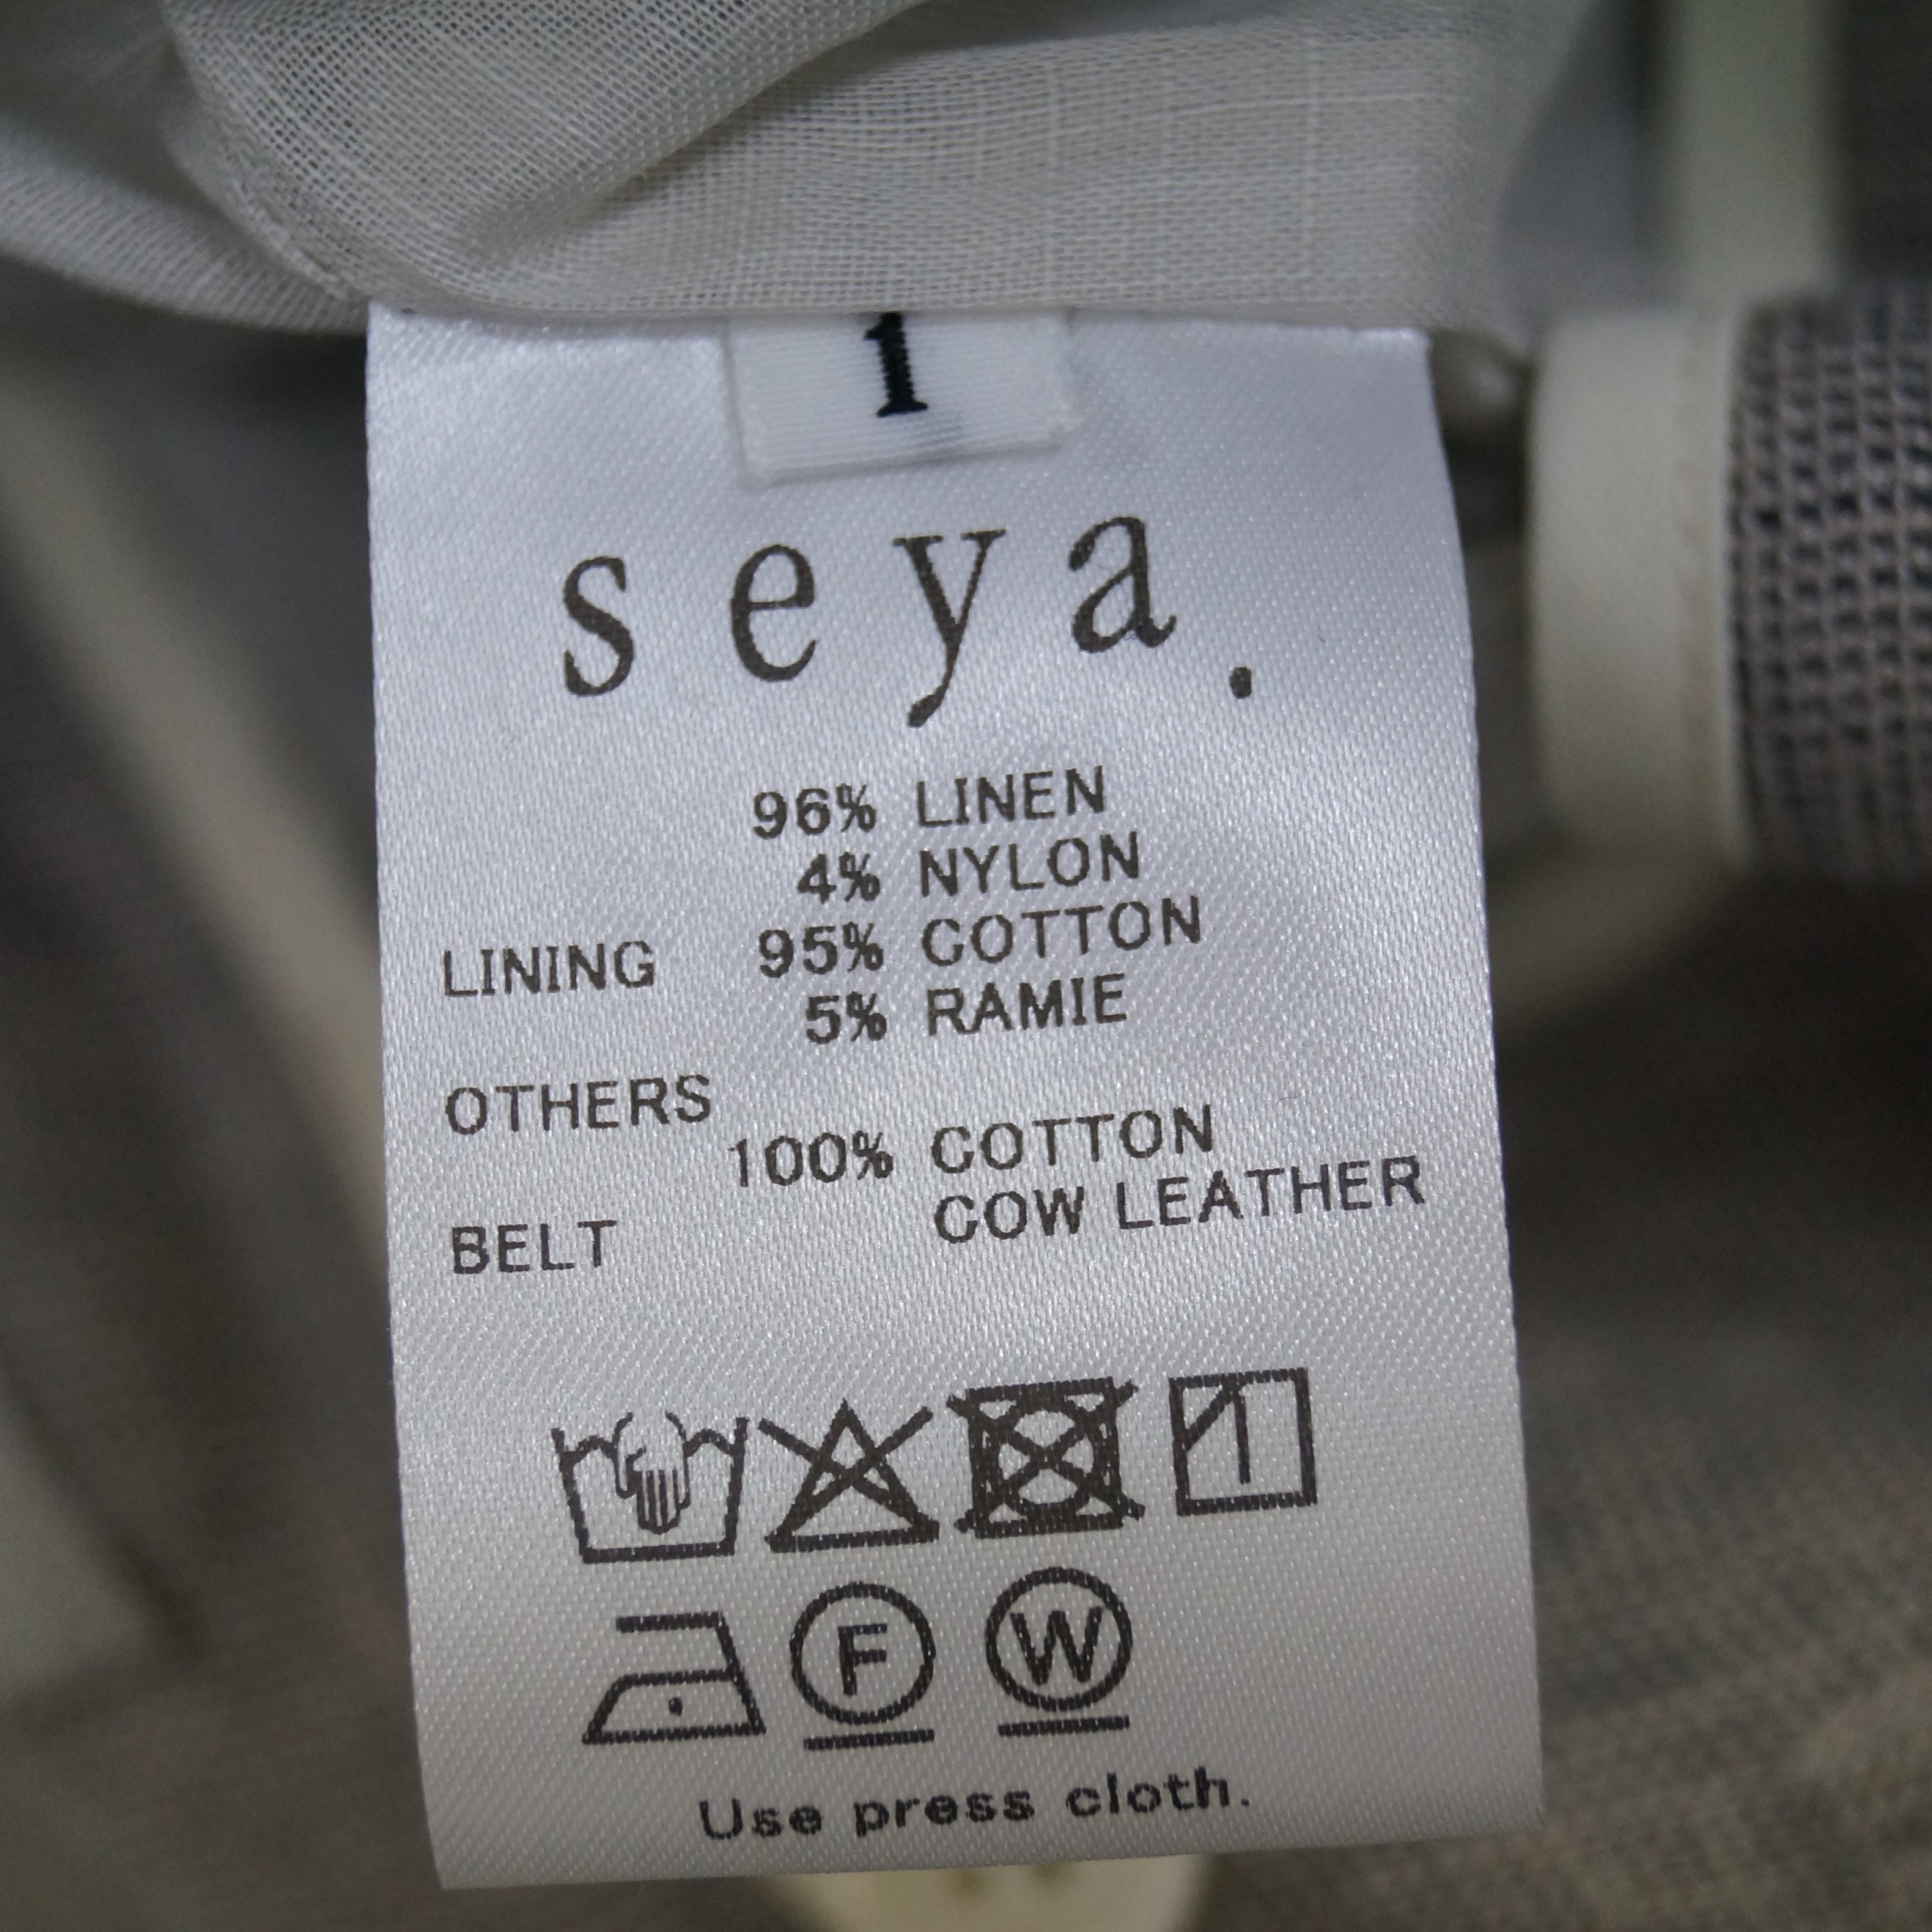 1
seya.
96% LINEN
4% NYLON
LINING 95% COTTON
5% RAMIE
OTHERS
100% COTTON
COW LEATHER
BELT
F W
Use press cloth.